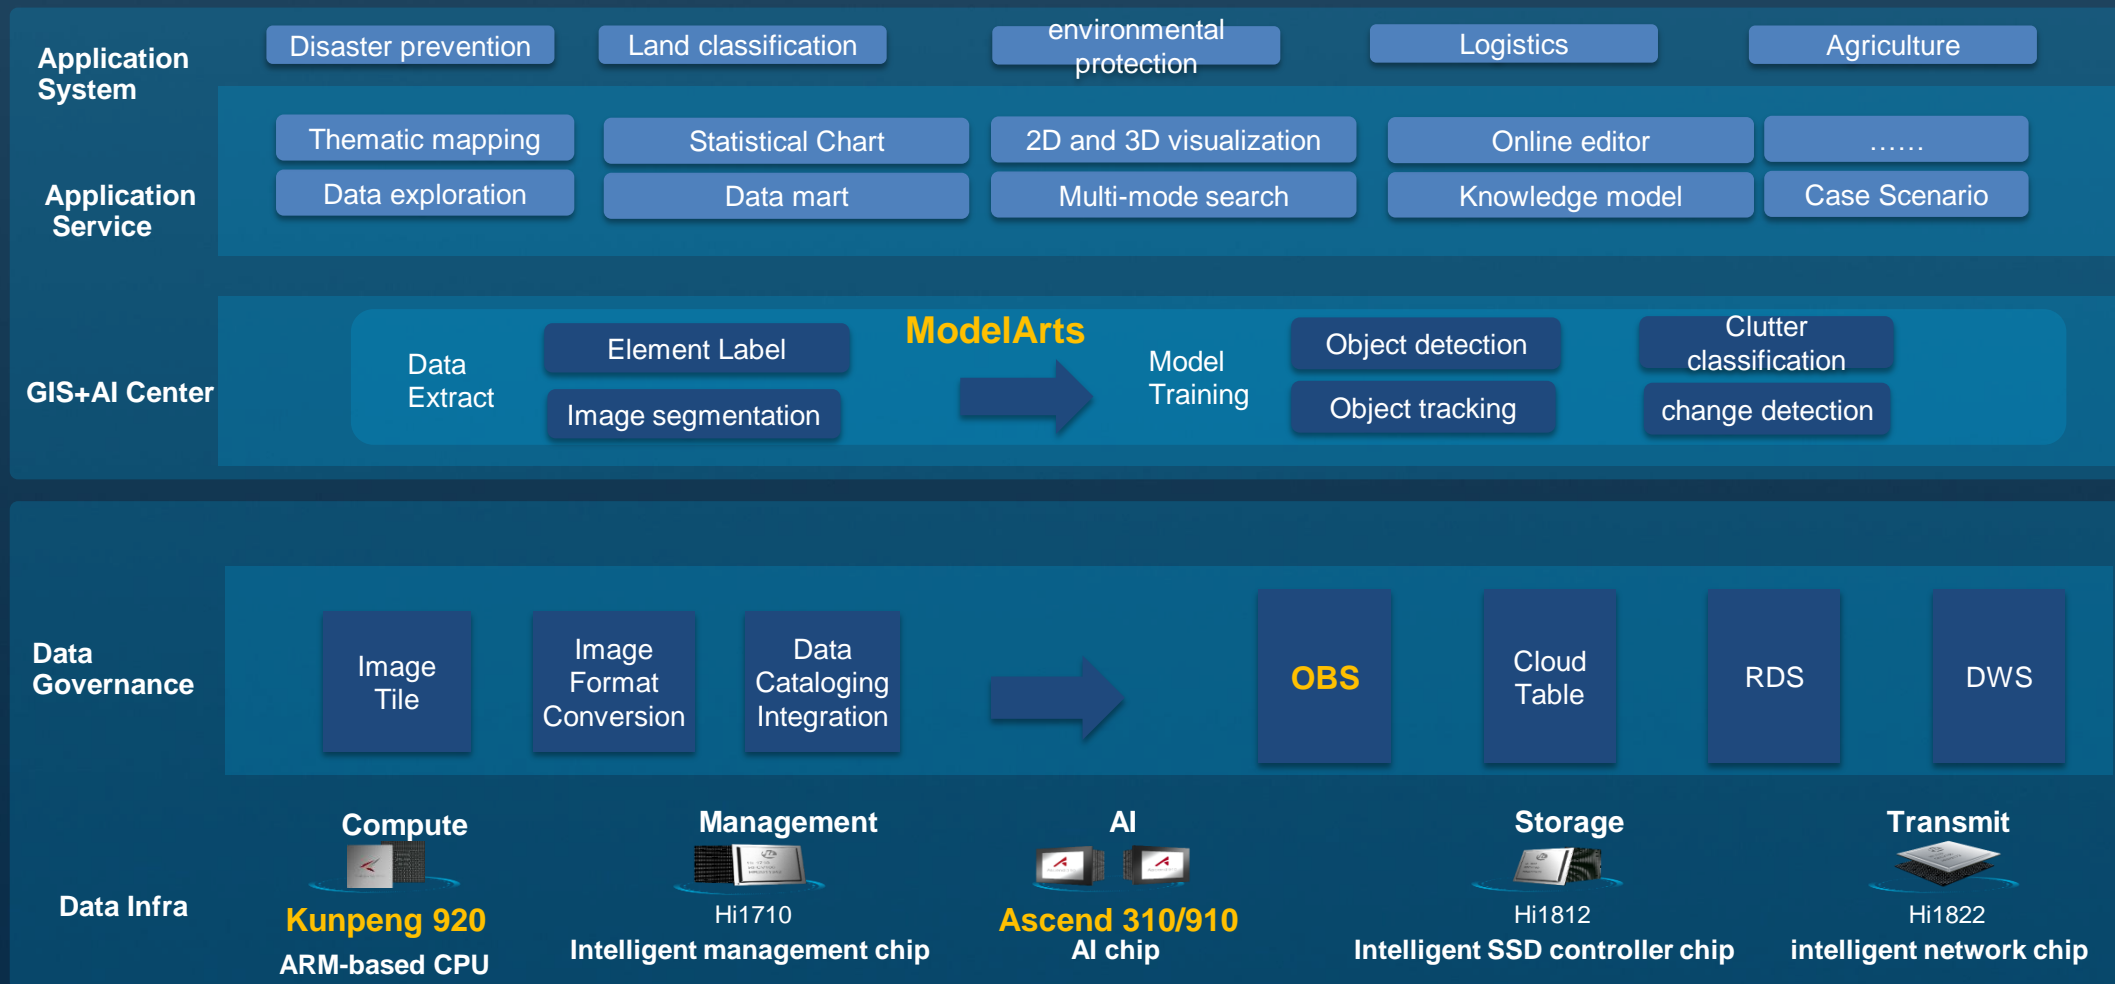 Application
System
Disaster prevention
Land classification
environmental
protection
Logistics
Agriculture
Application
Service
Thematic mapping
Statistical Chart
2D and 3D visualization
Online editor
......
Data exploration
Data mart
Multi-mode search
Knowledge model
Case Scenario
GIS+AI Center
Data
Extract
Element Label
Image segmentation
ModelArts
Model
Training
Object detection
Clutter
classification
Object tracking
change detection
Data
Governance
Image
Tile
Image
Format
Conversion
Data
Cataloging
Integration
OBS
Cloud
Table
RDS
DWS
Data Infra
Compute
Kunpeng 920
ARM-based CPU
Management
Hi1710
Intelligent management chip
AI
Ascend 310/910
AI chip
Storage
Hi1812
Intelligent SSD controller chip
Transmit
Hi1822
intelligent network chip